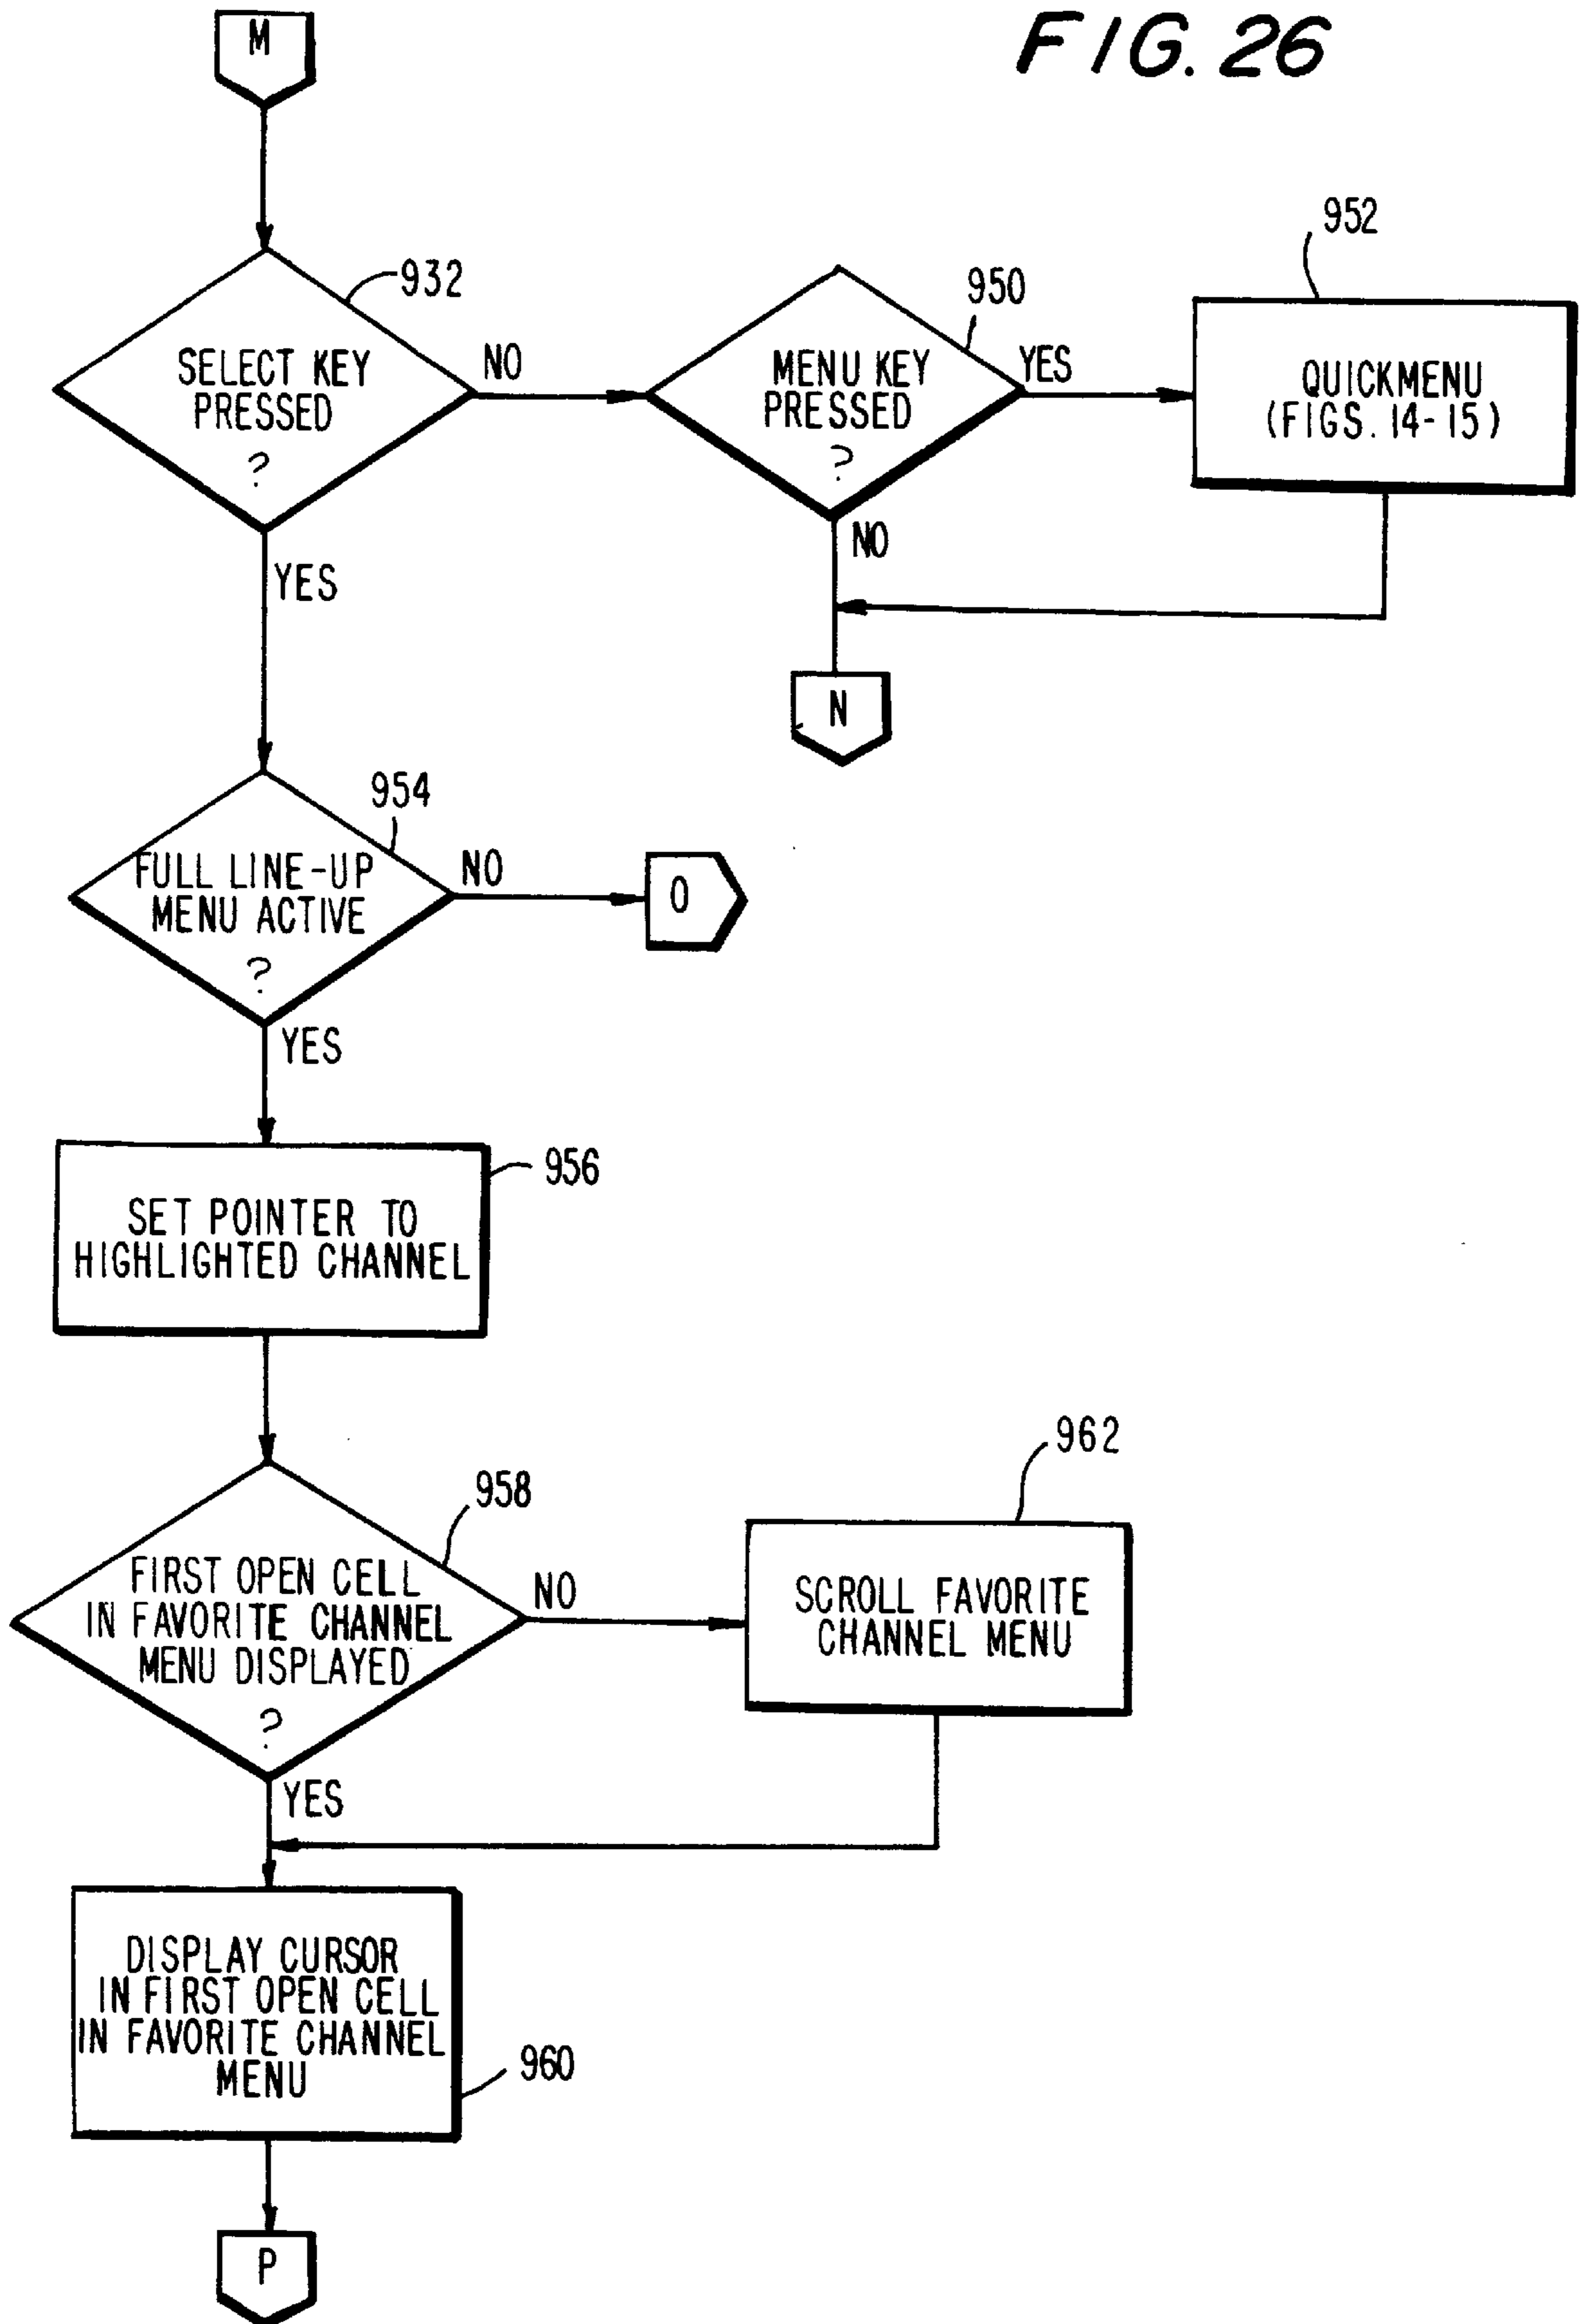 FIG. 26
M
932
SELECT KEY
PRESSED
?
NO
YES
950
MENU KEY
PRESSED
?
YES
NO
952
QUICKMENU
(FIGS. 14-15)
N
954
FULL LINE-UP
MENU ACTIVE
?
NO
O
YES
956
SET POINTER TO
HIGHLIGHTED CHANNEL
958
FIRST OPEN CELL
IN FAVORITE CHANNEL
MENU DISPLAYED
?
NO
YES
962
SCROLL FAVORITE
CHANNEL MENU
DISPLAY CURSOR
IN FIRST OPEN CELL
IN FAVORITE CHANNEL
MENU
960
P